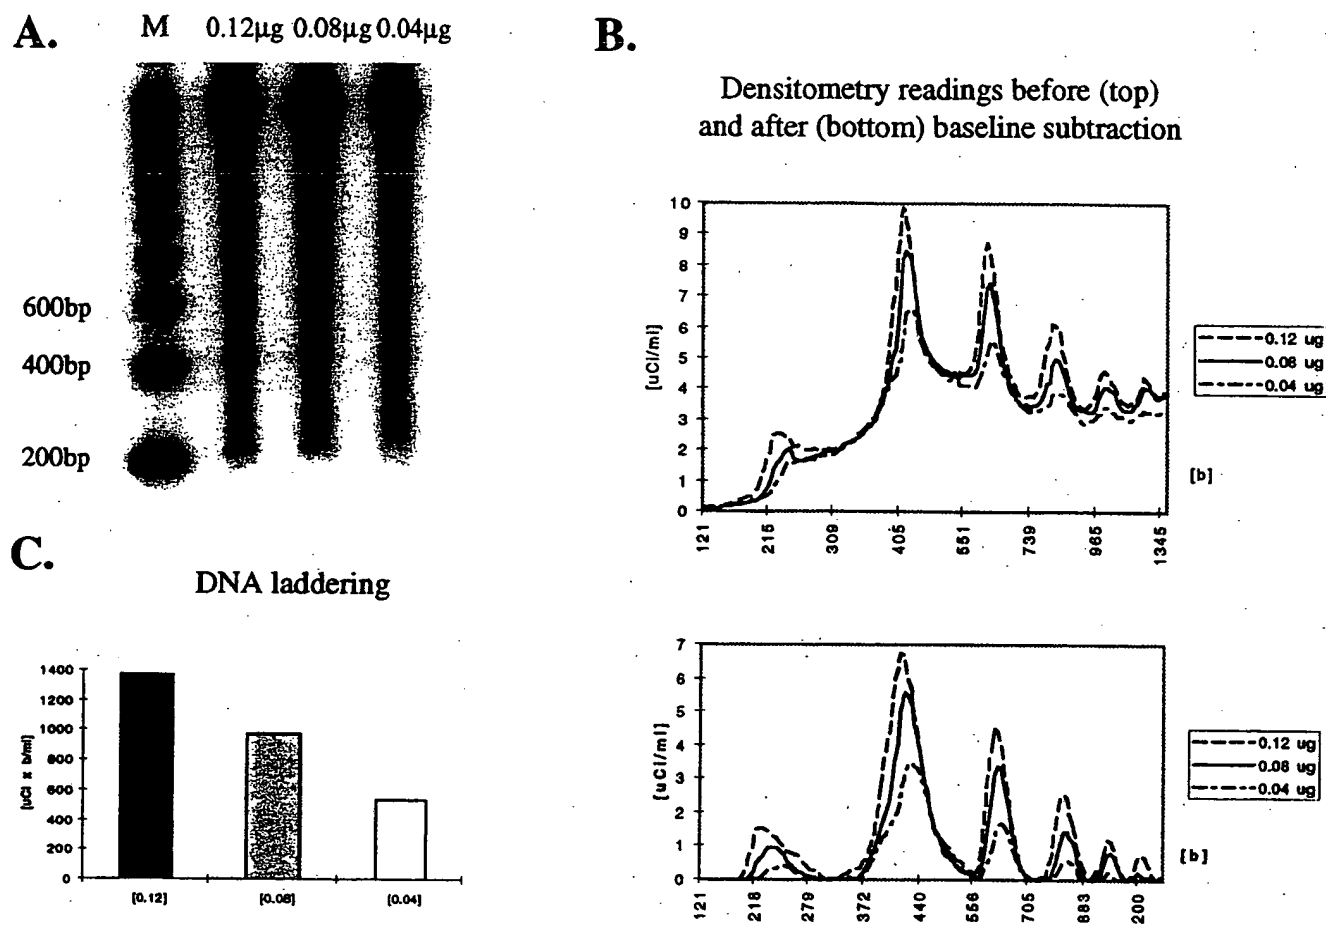 A.
M 0.12µg 0.08µg 0.04µg
600bp
400bp
200bp
B.
Densitometry readings before (top)
and after (bottom) baseline subtraction
10
9
8
7
6
5
4
3
2
1
0
[uCi/ml]
121 215 309 405 551 739 965 1345
[b]
0.12 ug
0.08 ug
0.04 ug
7
6
5
4
3
2
1
0
[uCi/ml]
121 218 279 372 440 556 705 883 200
[b]
0.12 ug
0.08 ug
0.04 ug
C.
DNA laddering
1400
1200
1000
800
600
400
200
0
[uCi x b/ml]
[0.12] [0.08] [0.04]